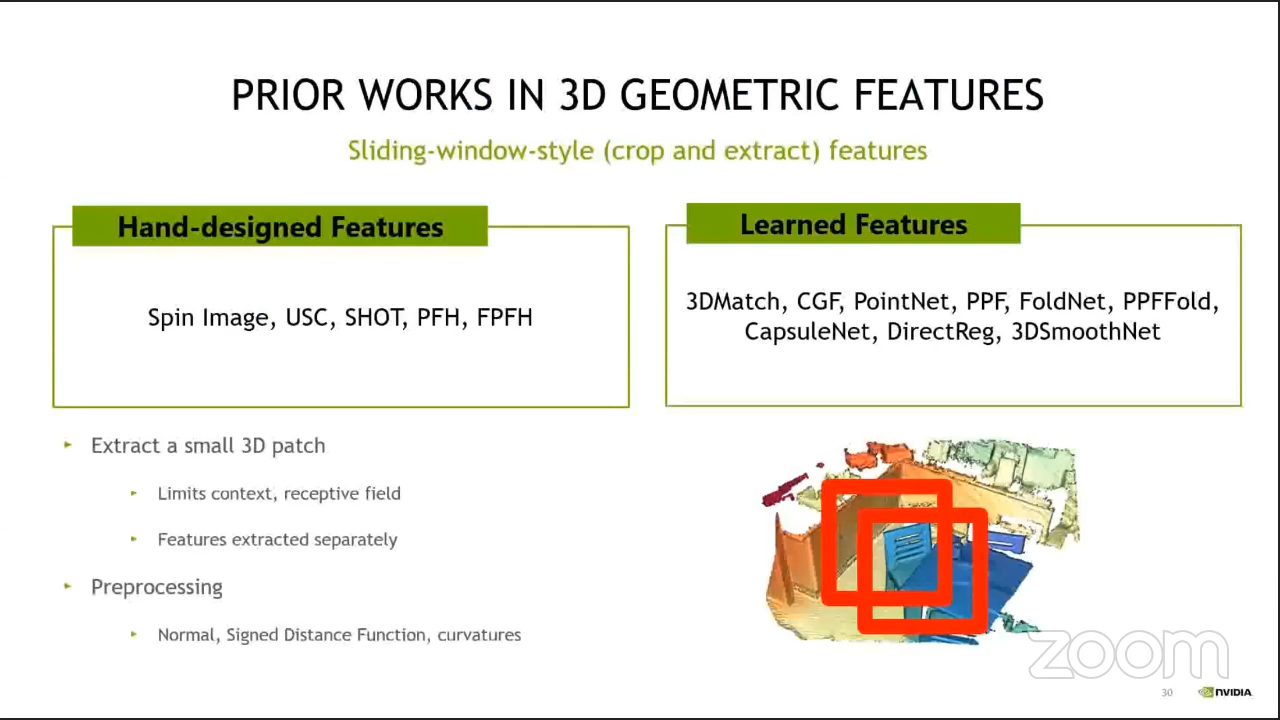 PRIOR WORKS IN 3D GEOMETRIC FEATURES
Sliding-window-style (crop and extract) features
Hand-designed Features
Spin Image, USC, SHOT, PFH, FPFH
Learned Features
3DMatch, CGF, PointNet, PPF, FoldNet, PPFFold,
CapsuleNet, DirectReg, 3DSmoothNet
Extract a small 3D patch
Limits context, receptive field
Features extracted separately
Preprocessing
Normal, Signed Distance Function, curvatures
zoom
30
NVIDIA